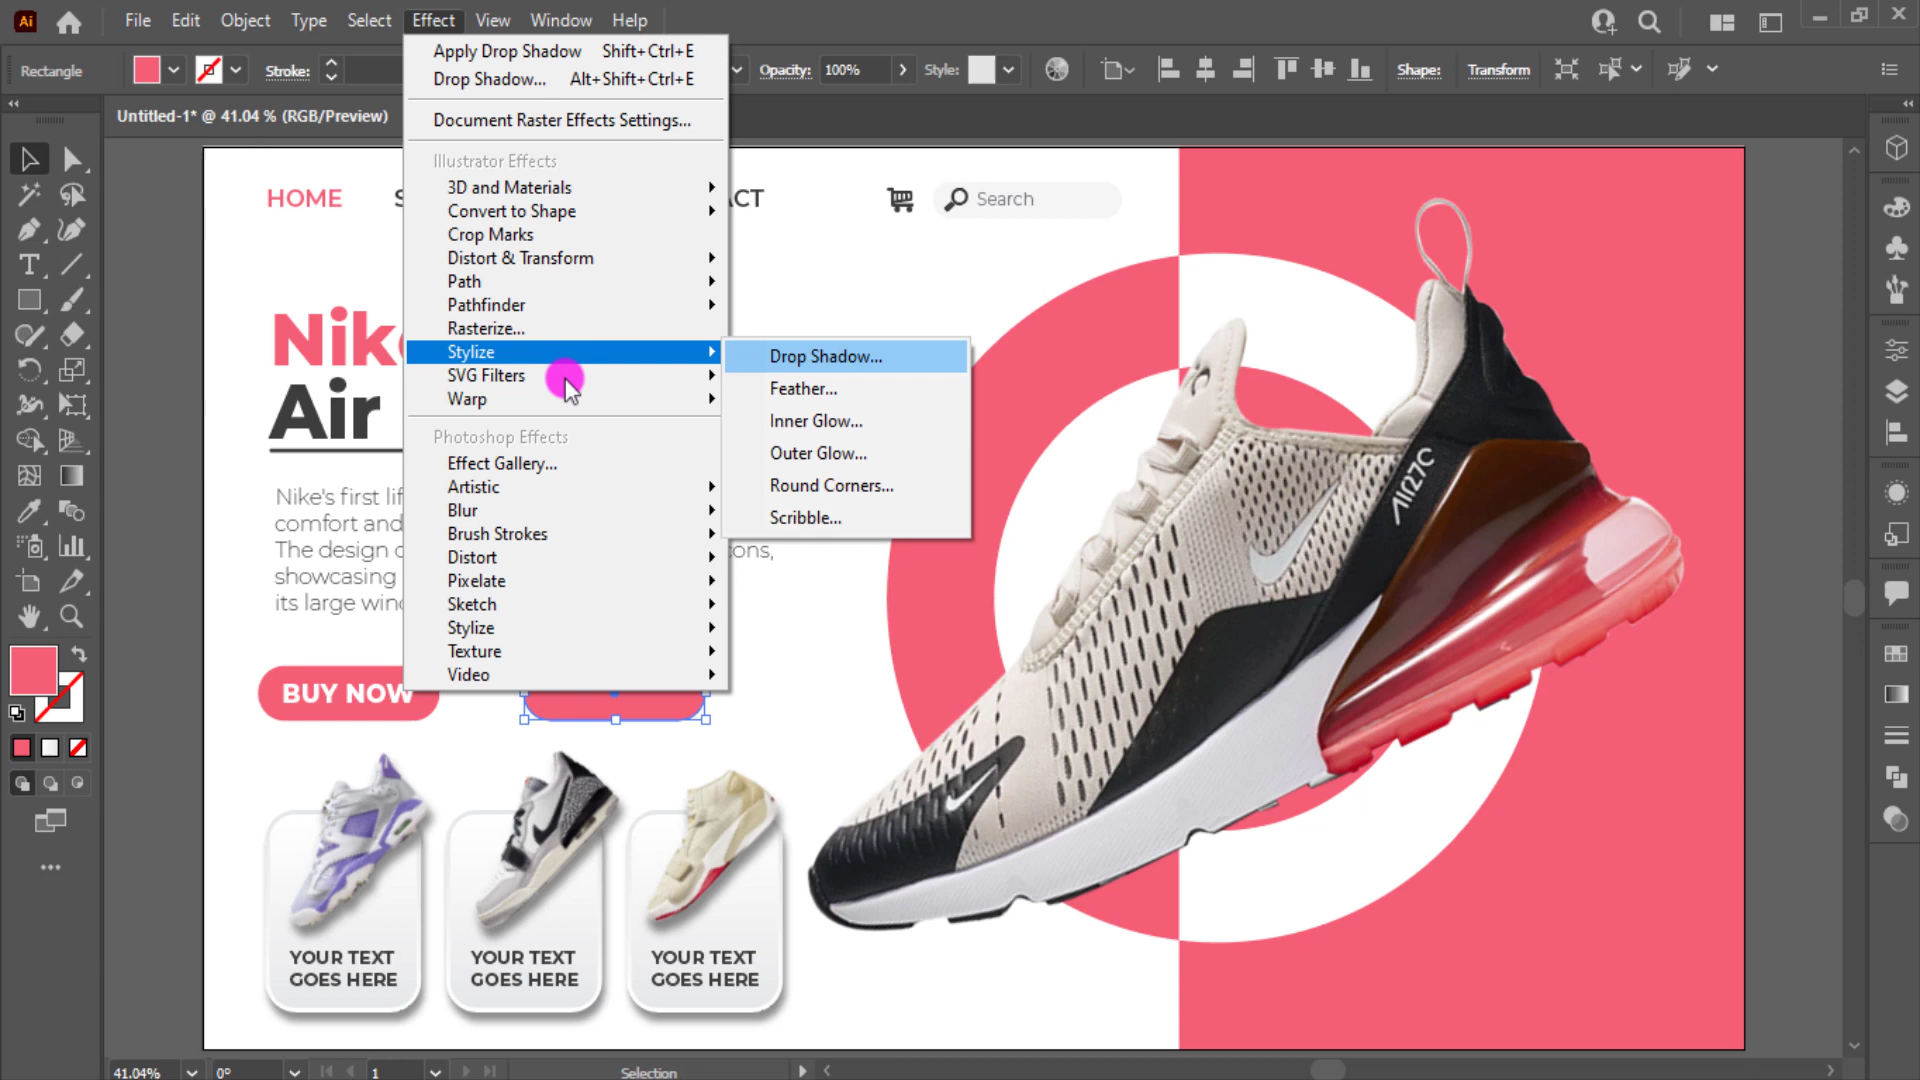 Ai
File Edit Object Type Select Effect View Window Help
Rectangle
Stroke:
Opacity: 100%
Style:
Shape:
Transform
Untitled-1* @ 41.04 % (RGB/Preview)
Apply Drop Shadow Shift+Ctrl+E
Drop Shadow... Alt+Shift+Ctrl+E
Document Raster Effects Settings...
Illustrator Effects
3D and Materials
Convert to Shape
Crop Marks
Distort & Transform
Path
Pathfinder
Rasterize...
Stylize
SVG Filters
Warp
Photoshop Effects
Effect Gallery...
Artistic
Blur
Brush Strokes
Distort
Pixelate
Sketch
Stylize
Texture
Video
Drop Shadow...
Feather...
Inner Glow...
Outer Glow...
Round Corners...
Scribble...
HOME S ACT Search
Nike
Air
Nike's first lif
comfort and
The design cons,
showcasing
its large wind
BUY NOW
AIR270
YOUR TEXT
GOES HERE
YOUR TEXT
GOES HERE
YOUR TEXT
GOES HERE
41.04% 0° 1 Selection